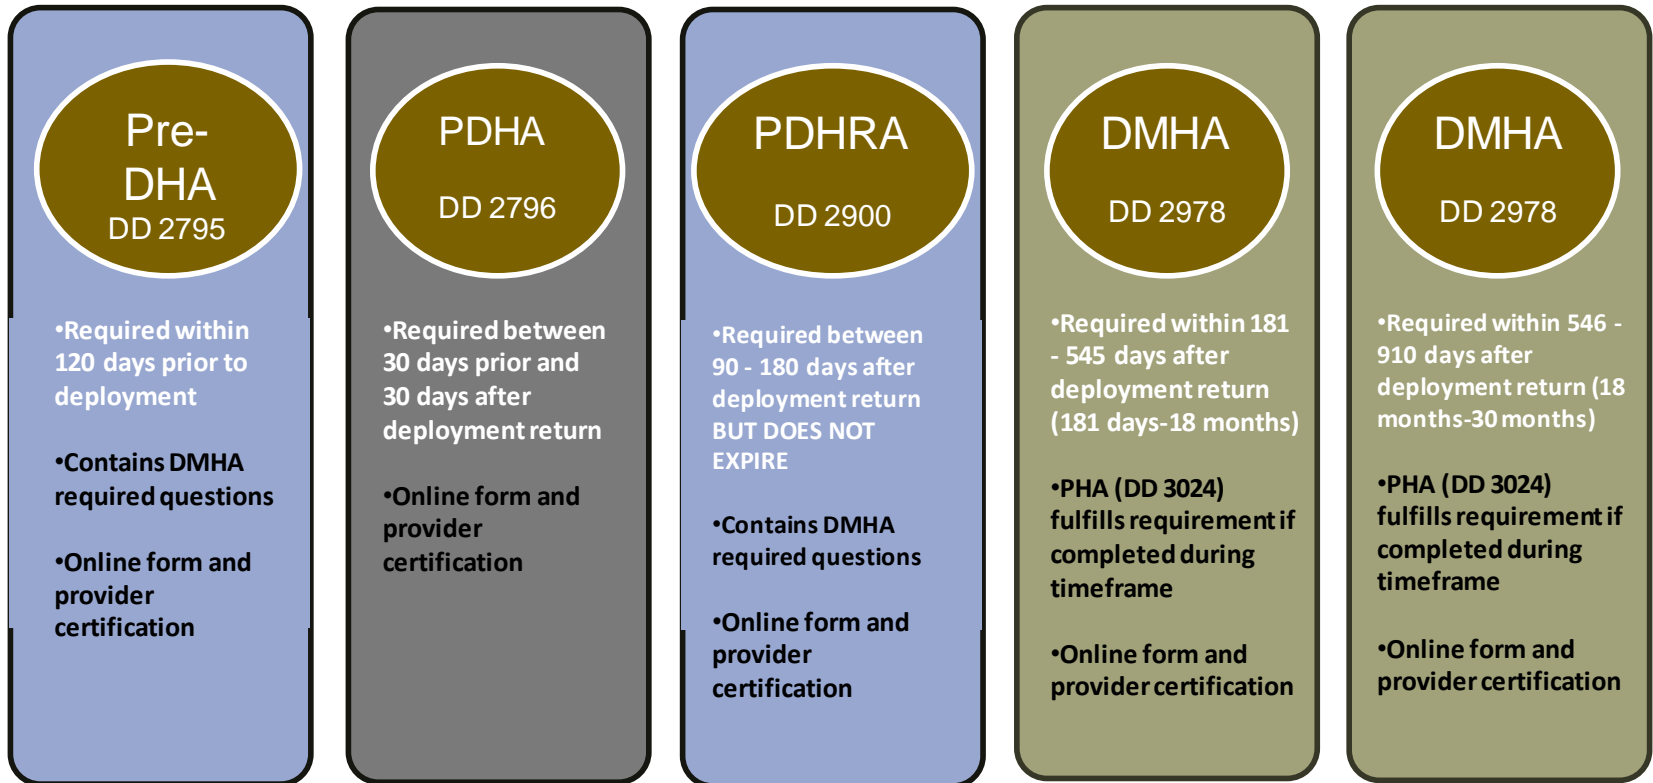 Pre-
DHA
DD 2795
•Required within
120 days prior to
deployment
•Contains DMHA
required questions
•Online form and
provider
certification
PDHA
DD 2796
•Required between
30 days prior and
30 days after
deployment return
•Online form and
provider
certification
PDHRA
DD 2900
•Required between
90 - 180 days after
deployment return
BUT DOES NOT
EXPIRE
•Contains DMHA
required questions
•Online form and
provider
certification
DMHA
DD 2978
•Required within 181
- 545 days after
deployment return
(181 days-18 months)
•PHA (DD 3024)
fulfills requirement if
completed during
timeframe
•Online form and
provider certification
DMHA
DD 2978
•Required within 546 -
910 days after
deployment return (18
months-30 months)
•PHA (DD 3024)
fulfills requirement if
completed during
timeframe
•Online form and
provider certification